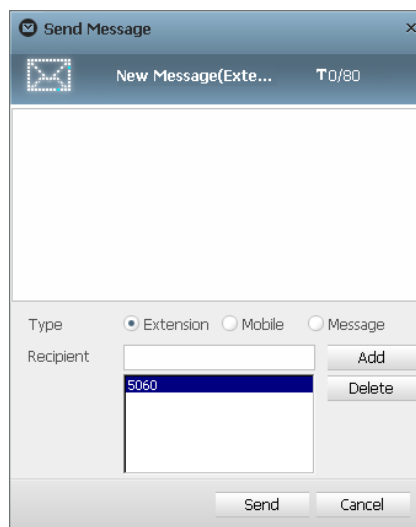 Send Message
New Message(Exte... T0/80
Type Extension Mobile Message
Recipient Add
5060 Delete
Send Cancel